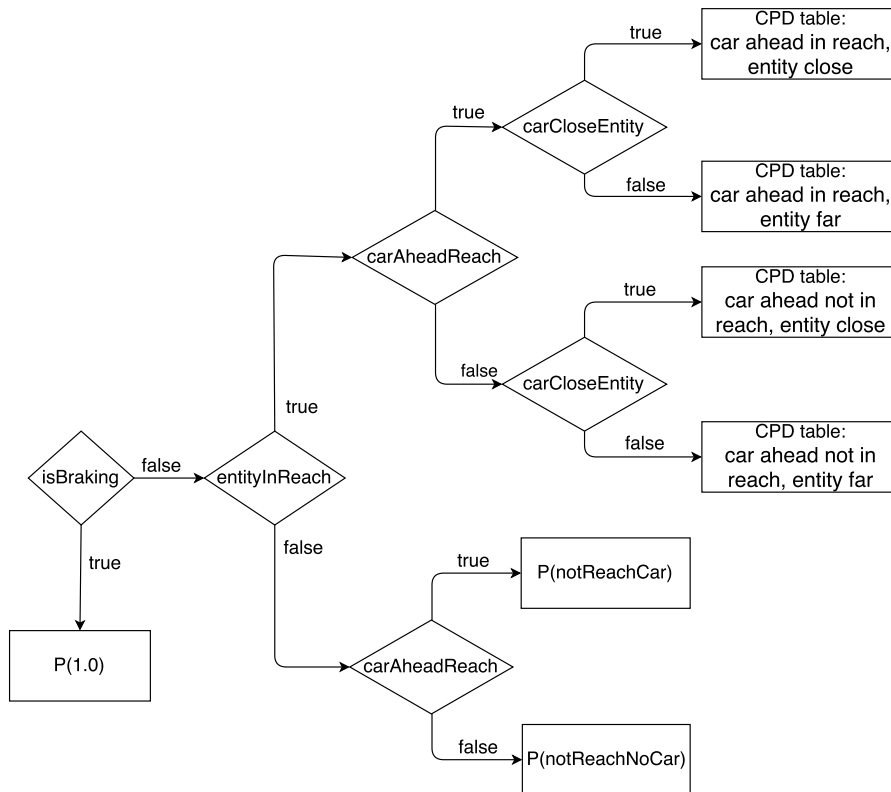 CPD table:
car ahead in reach,
entity close
true
true
carCloseEntity
false
CPD table:
car ahead in reach,
entity far
carAheadReach
CPD table:
car ahead not in
reach, entity close
true
false
carCloseEntity
true
false
CPD table:
car ahead not in
reach, entity far
isBraking
false
entityInReach
true
false
true
P(notReachCar)
P(1.0)
carAheadReach
false
P(notReachNoCar)